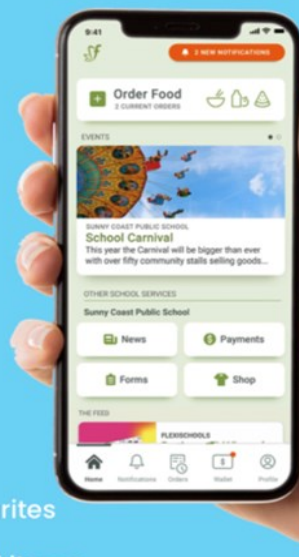 9:41
2 NEW NOTIFICATIONS
Order Food
2 CURRENT ORDERS
EVENTS
SUNNY COAST PUBLIC SCHOOL
School Carnival
This year the Carnival will be bigger than ever
with over fifty community stalls selling goods...
OTHER SCHOOL SERVICES
Sunny Coast Public School
News
Payments
Forms
Shop
THE FEED
FLEXISCHOOLS
Home
Notifications
Orders
Wallet
Profile
rites